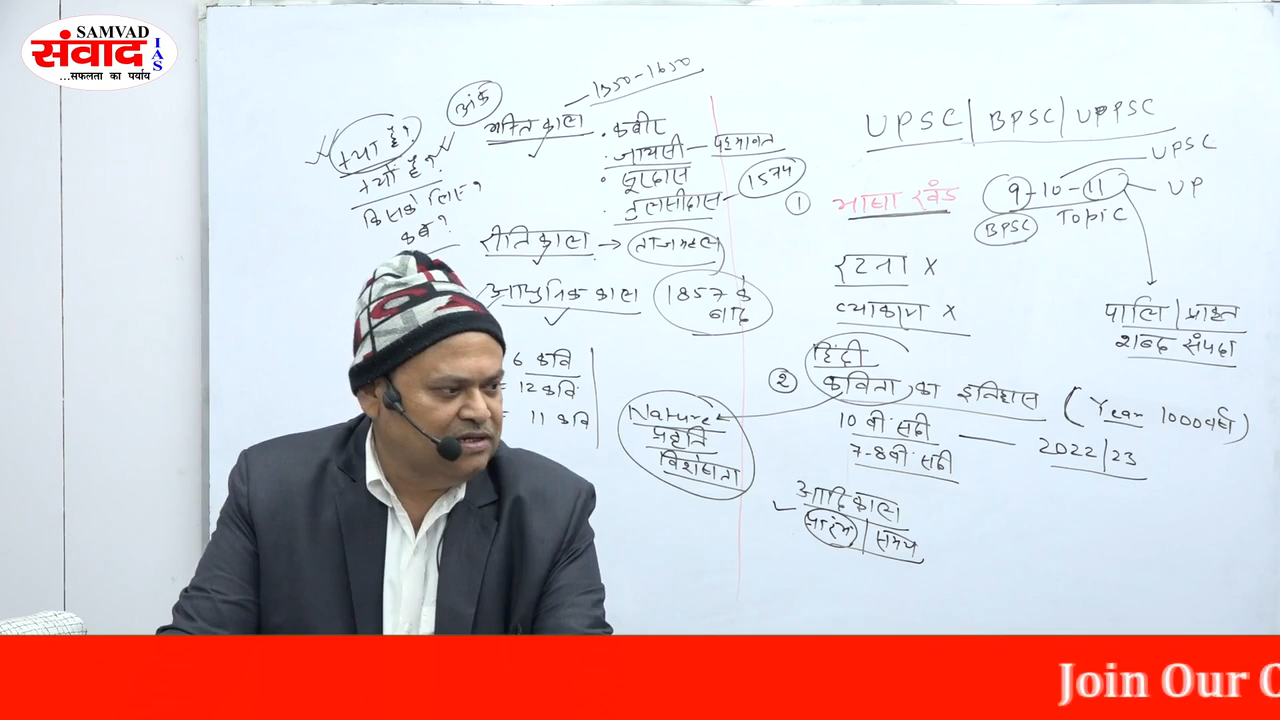 SAMVAD
संवाद
IAS
...सफलता का पर्याय
1350-1650
अंक
भक्ति काल
क्या है?
क्यों है?
किसके लिए?
कब?
• कबीर
• जायसी — पद्मावत
• सूरदास
• तुलसीदास - 1574
रीति काल → ताजमहल
आधुनिक काल
1857 के
बाद
6 कवि
= 12 कवि
= 11 कवि
Nature
प्रकृति
विशेषता
UPSC | BPSC | UPPSC
UPSC
① भाषा खंड
9-10-11
UP
BPSC
Topic
रटना X
व्याकरण X
पालि | प्राकृत
शब्द संपदा
② हिंदी
कविता का इतिहास (Year 1000 वर्ष)
10 वीं सदी — 2022/23
7-8वीं सदी
आदिकाल
प्रारंभ | समय
Join Our O